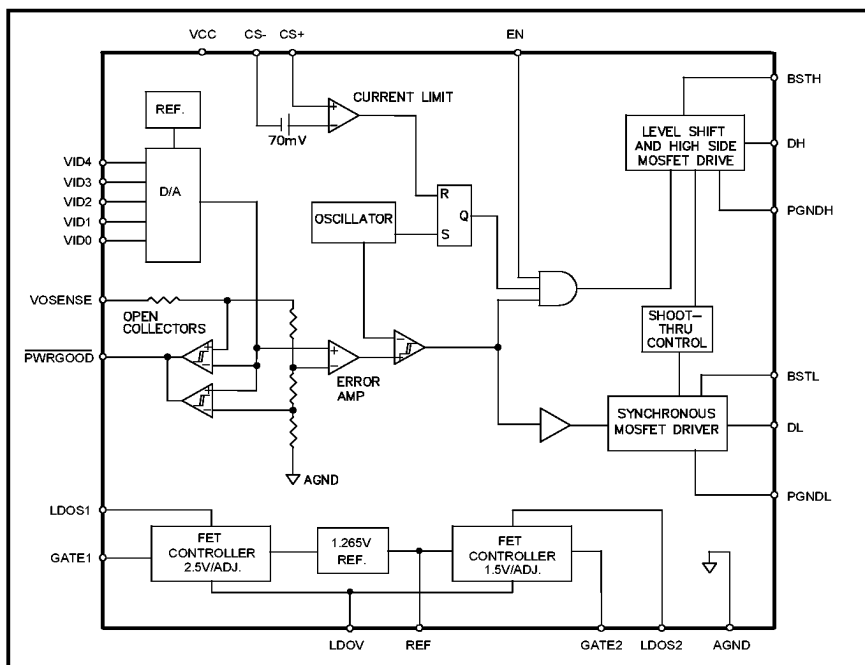 VCC CS- CS+ EN
BSTH
REF.
CURRENT LIMIT
70mV
LEVEL SHIFT
AND HIGH SIDE
MOSFET DRIVE
DH
VID4
VID3
VID2
VID1
VID0
D/A
OSCILLATOR
R
Q
S
PGNDH
VOSENSE
OPEN
COLLECTORS
SHOOT-
THRU
CONTROL
PWRGOOD
+
-
+
-
+
-
-
+
ERROR
AMP
BSTL
SYNCHRONOUS
MOSFET DRIVER
DL
AGND
PGNDL
LDOS1
GATE1
FET
CONTROLLER
2.5V/ADJ.
1.265V
REF.
FET
CONTROLLER
1.5V/ADJ.
LDOV REF GATE2 LDOS2 AGND